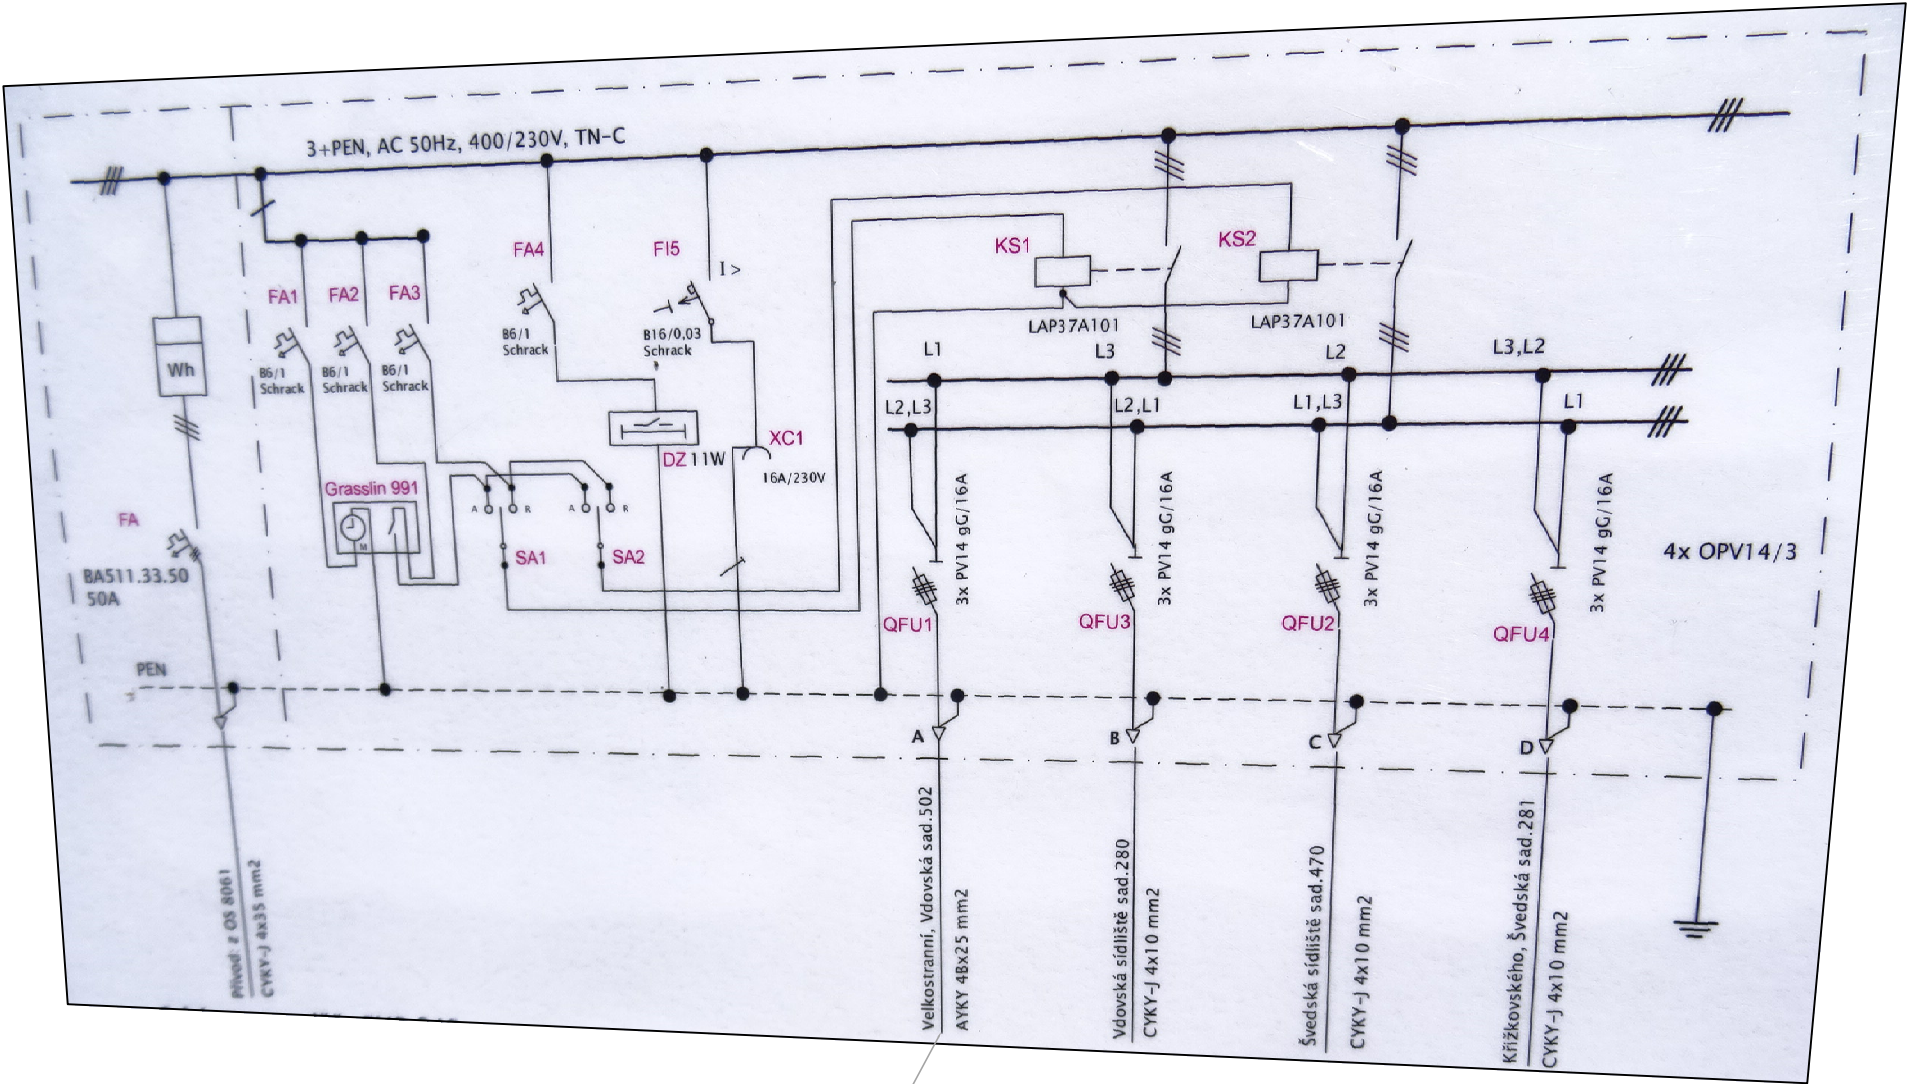 3+PEN, AC 50Hz, 400/230V, TN-C
FA4
FI5
KS1
KS2
I >
FA1
FA2
FA3
B6/1
Schrack
B6/1
Schrack
B6/1
Schrack
B6/1
Schrack
B16/0,03
Schrack
LAP37A101
LAP37A101
Wh
L1
L3
L2
L3,L2
L2,L3
L2,L1
L1,L3
L1
DZ 11W
XC1
16A/230V
Grasslin 991
M
A
R
A
R
SA1
SA2
FA
BA511.33.50
50A
3x PV14 gG/16A
3x PV14 gG/16A
3x PV14 gG/16A
3x PV14 gG/16A
4x OPV14/3
QFU1
QFU3
QFU2
QFU4
PEN
A
B
C
D
Přívod: z OS 8061
CYKY-J 4x35 mm2
Velkostranní, Vdovská sad.502
AYKY 4Bx25 mm2
Vdovská sídliště sad.280
CYKY-J 4x10 mm2
Švedská sídliště sad.470
CYKY-J 4x10 mm2
Křižkovského, Švedská sad.281
CYKY-J 4x10 mm2